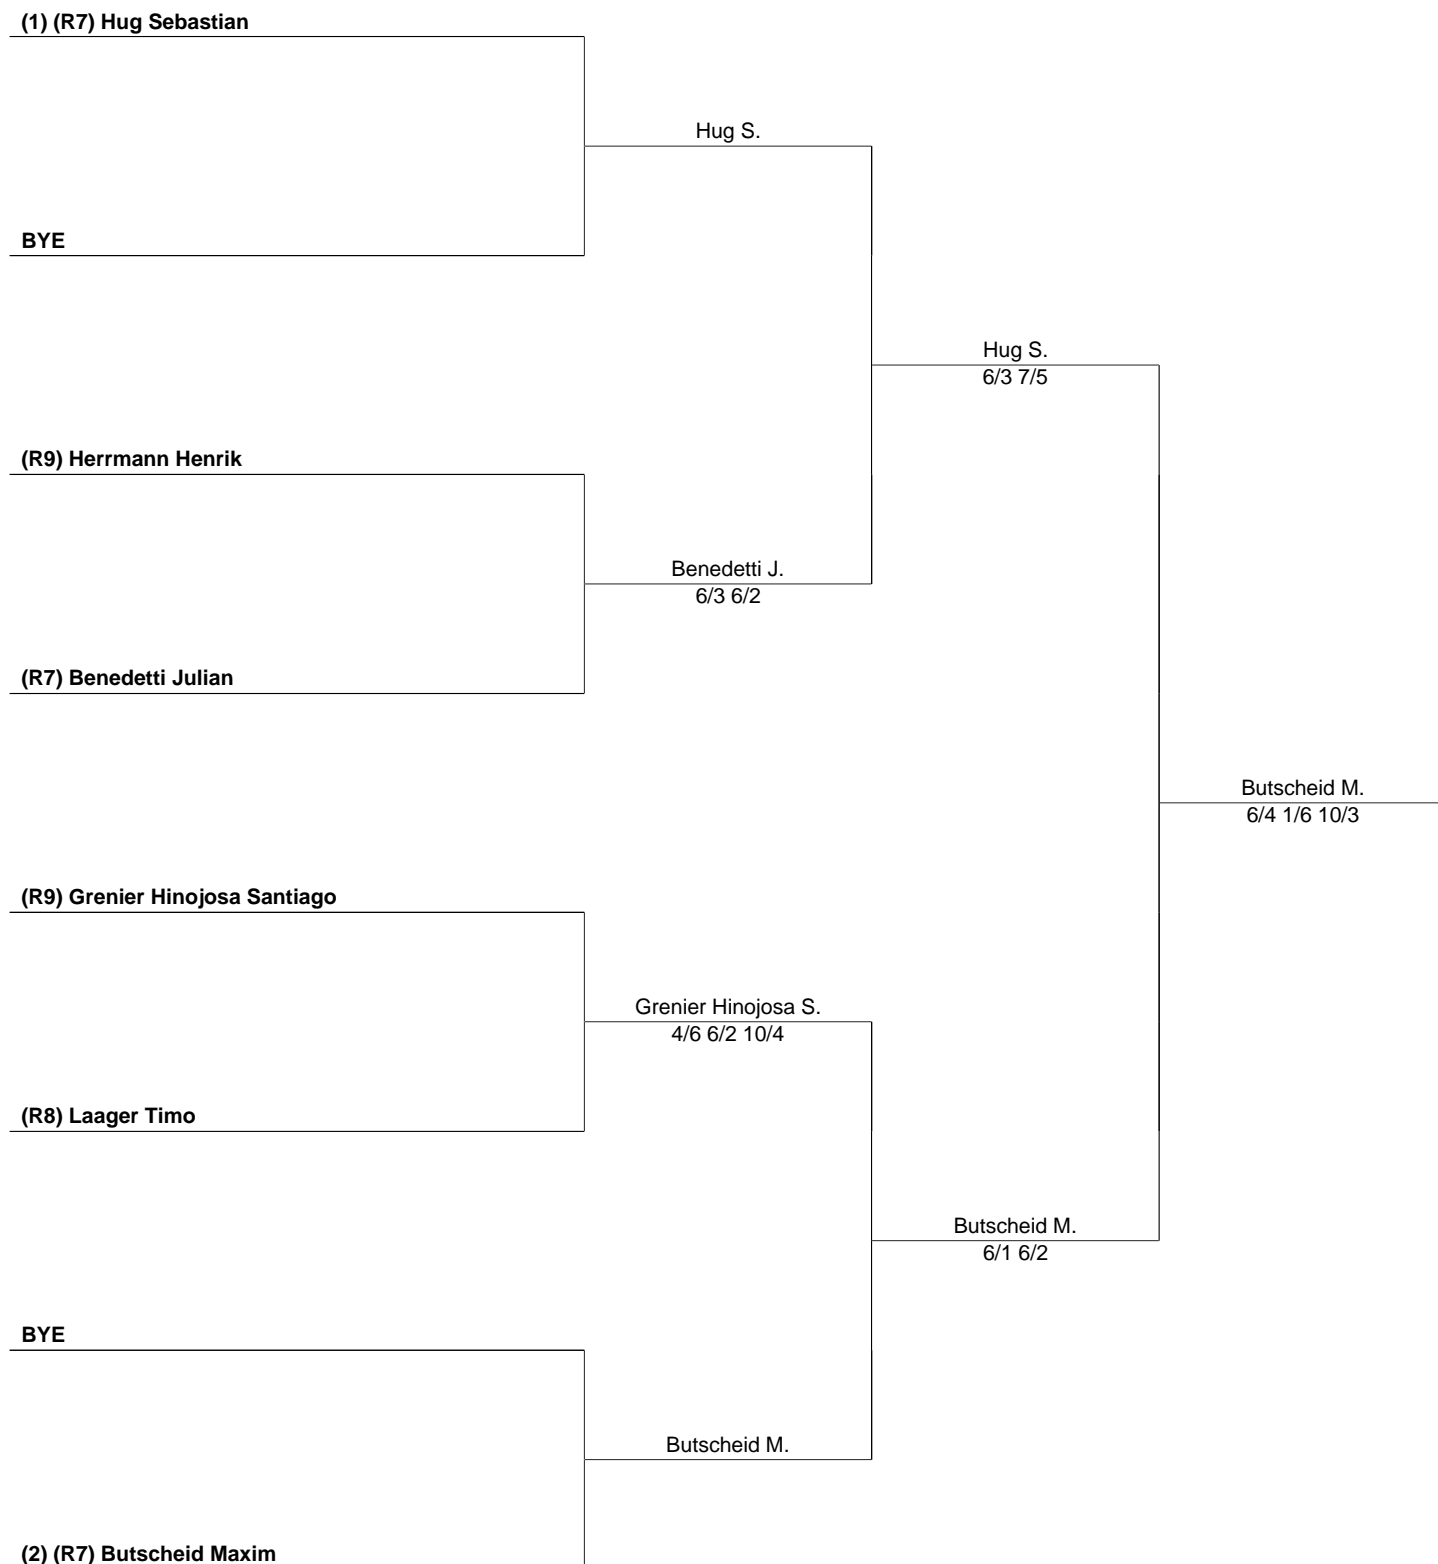 (1) (R7) Hug Sebastian
Hug S.
BYE
Hug S.
6/3 7/5
(R9) Herrmann Henrik
Benedetti J.
6/3 6/2
(R7) Benedetti Julian
Butscheid M.
6/4 1/6 10/3
(R9) Grenier Hinojosa Santiago
Grenier Hinojosa S.
4/6 6/2 10/4
(R8) Laager Timo
Butscheid M.
6/1 6/2
BYE
Butscheid M.
(2) (R7) Butscheid Maxim